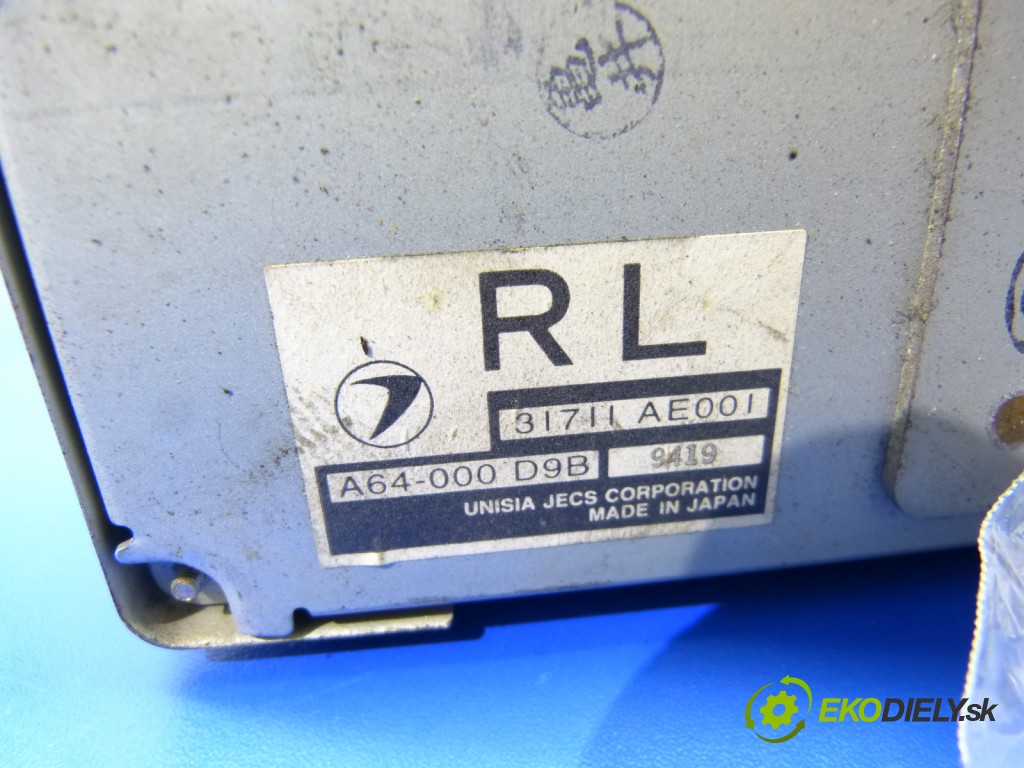 RL
31711 AE001
A64-000 D9B
9419
UNISIA JECS CORPORATION
MADE IN JAPAN
EKODIELY.sk